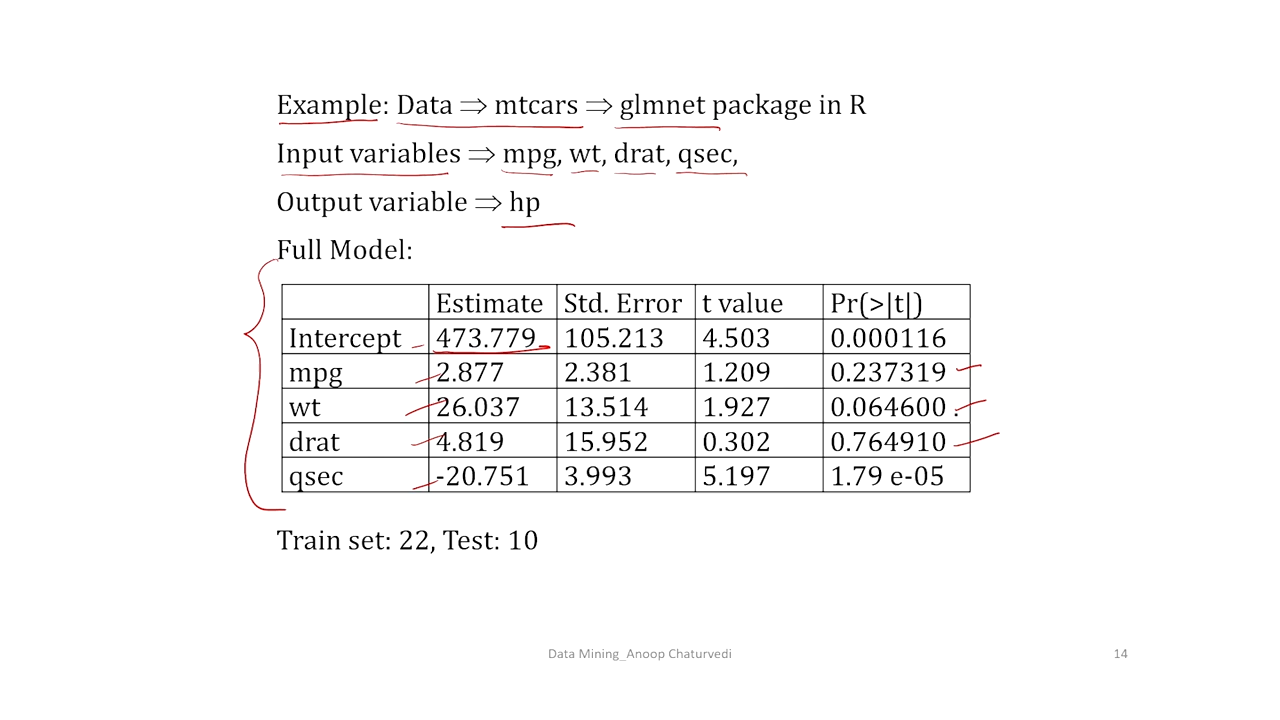 Example: Data ⇒ mtcars ⇒ glmnet package in R
Input variables ⇒ mpg, wt, drat, qsec,
Output variable ⇒ hp
Full Model:
Estimate Std. Error t value Pr(>|t|)
Intercept 473.779 105.213 4.503 0.000116
mpg 2.877 2.381 1.209 0.237319
wt 26.037 13.514 1.927 0.064600 .
drat 4.819 15.952 0.302 0.764910
qsec -20.751 3.993 5.197 1.79 e-05
Train set: 22, Test: 10
Data Mining_Anoop Chaturvedi 14